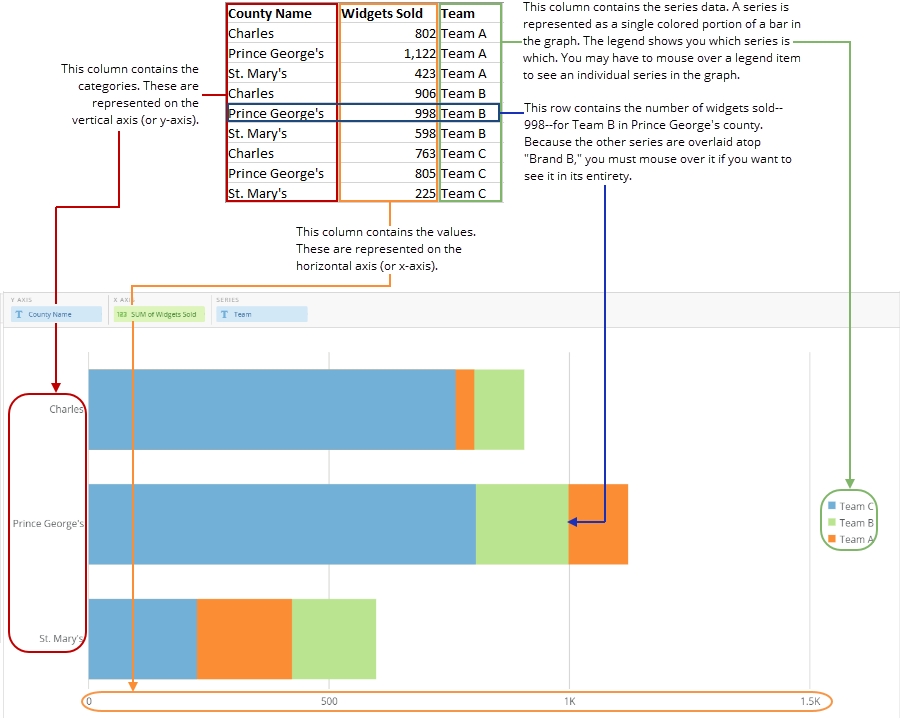 County Name Widgets Sold Team
Charles 802 Team A
Prince George's 1,122 Team A
St. Mary's 423 Team A
Charles 906 Team B
Prince George's 998 Team B
St. Mary's 598 Team B
Charles 763 Team C
Prince George's 805 Team C
St. Mary's 225 Team C
This column contains the series data. A series is
represented as a single colored portion of a bar in
the graph. The legend shows you which series is
which. You may have to mouse over a legend item
to see an individual series in the graph.
This column contains the
categories. These are
represented on the
vertical axis (or y-axis).
This row contains the number of widgets sold--
998--for Team B in Prince George's county.
Because the other series are overlaid atop
"Brand B," you must mouse over it if you want to
see it in its entirety.
This column contains the values.
These are represented on the
horizontal axis (or x-axis).
Y AXIS X AXIS SERIES
T County Name 123 SUM of Widgets Sold T Team
Charles
Prince George's
St. Mary's
Team C
Team B
Team A
0 500 1K 1.5K